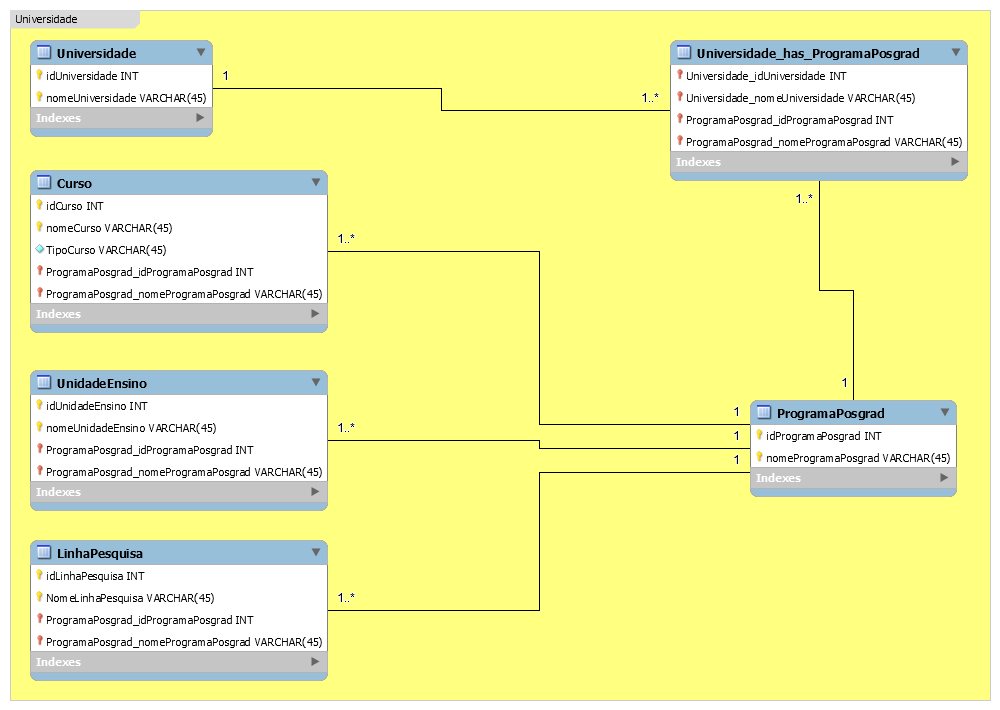 Universidade
Universidade
idUniversidade INT
nomeUniversidade VARCHAR(45)
Indexes
1
1..*
Universidade_has_ProgramaPosgrad
Universidade_idUniversidade INT
Universidade_nomeUniversidade VARCHAR(45)
ProgramaPosgrad_idProgramaPosgrad INT
ProgramaPosgrad_nomeProgramaPosgrad VARCHAR(45)
Indexes
1..*
1
Curso
idCurso INT
nomeCurso VARCHAR(45)
TipoCurso VARCHAR(45)
ProgramaPosgrad_idProgramaPosgrad INT
ProgramaPosgrad_nomeProgramaPosgrad VARCHAR(45)
Indexes
1..*
1
UnidadeEnsino
idUnidadeEnsino INT
nomeUnidadeEnsino VARCHAR(45)
ProgramaPosgrad_idProgramaPosgrad INT
ProgramaPosgrad_nomeProgramaPosgrad VARCHAR(45)
Indexes
1..*
1
ProgramaPosgrad
idProgramaPosgrad INT
nomeProgramaPosgrad VARCHAR(45)
Indexes
LinhaPesquisa
idLinhaPesquisa INT
NomeLinhaPesquisa VARCHAR(45)
ProgramaPosgrad_idProgramaPosgrad INT
ProgramaPosgrad_nomeProgramaPosgrad VARCHAR(45)
Indexes
1..*
1